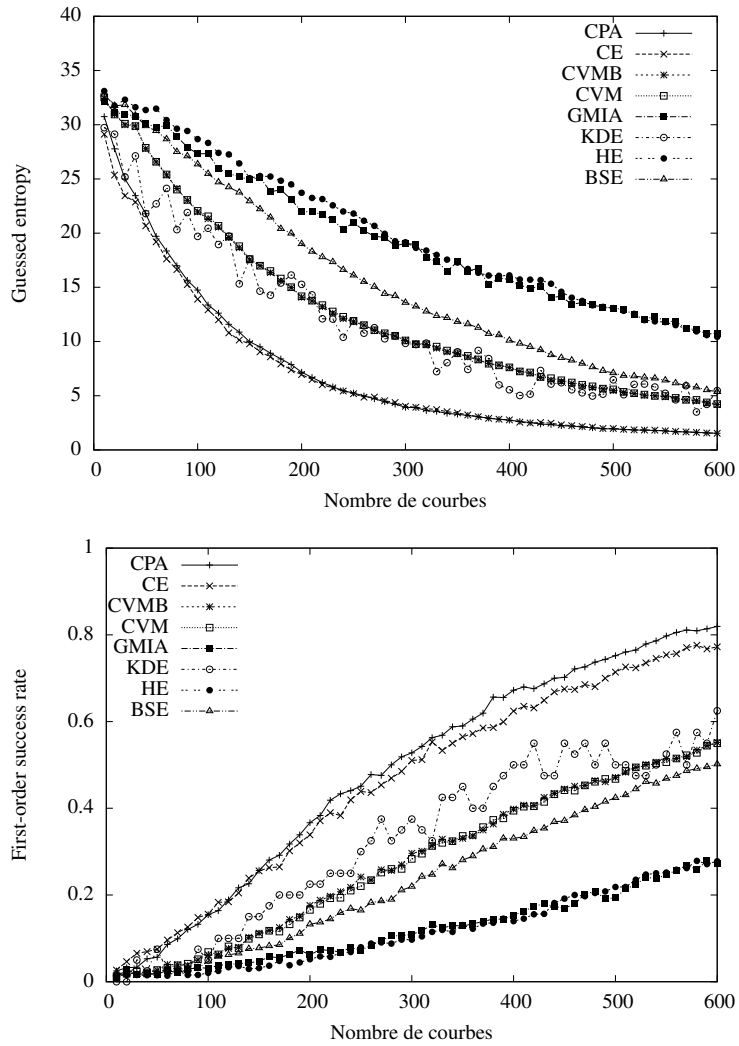 40
35
30
25
20
15
10
5
0
Guessed entropy
CPA
CE
CVMB
CVM
GMIA
KDE
HE
BSE
0 100 200 300 400 500 600
Nombre de courbes
1
0.8
0.6
0.4
0.2
0
First-order success rate
CPA
CE
CVMB
CVM
GMIA
KDE
HE
BSE
0 100 200 300 400 500 600
Nombre de courbes